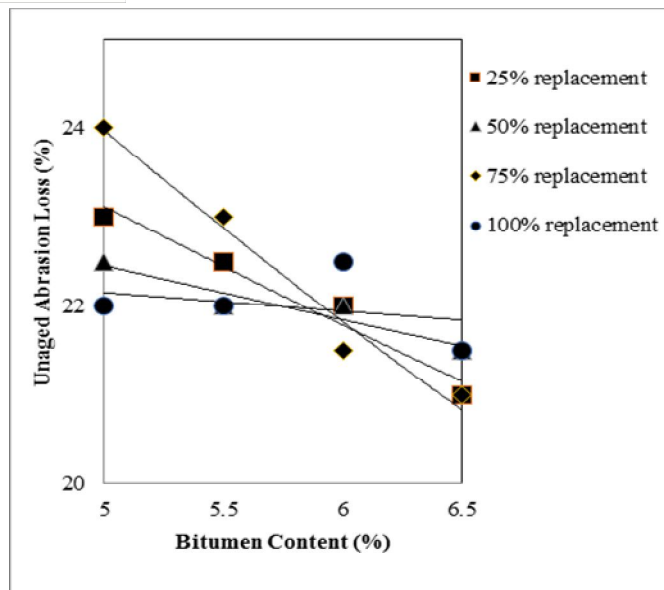 Unaged Abrasion Loss (%)
24
22
20
5 5.5 6 6.5
Bitumen Content (%)
25% replacement
50% replacement
75% replacement
100% replacement